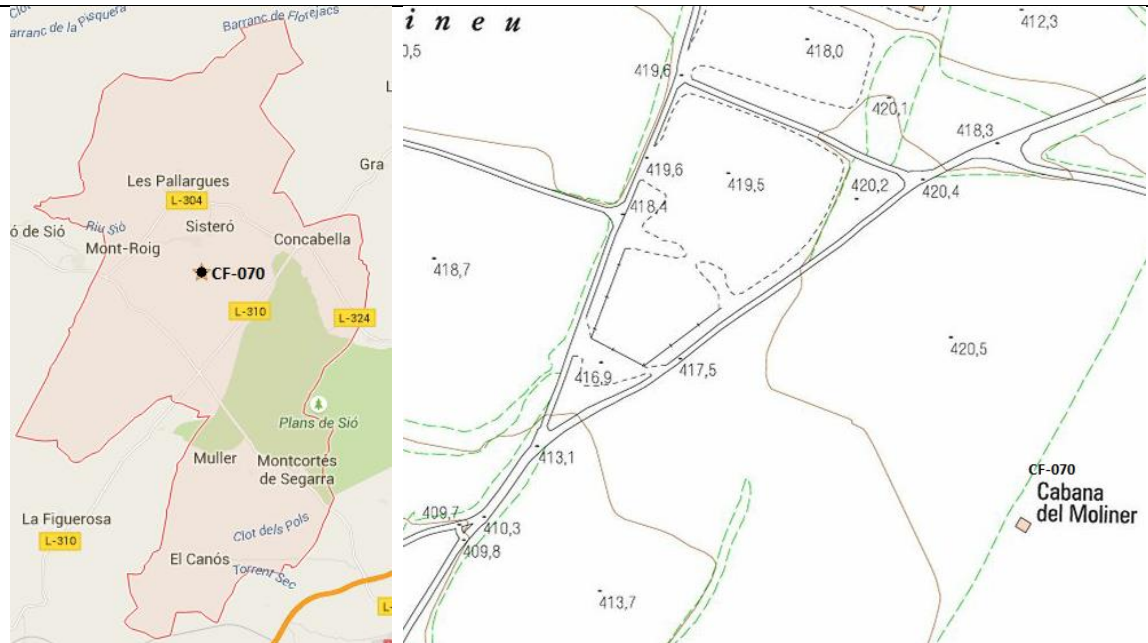 Clot
Barranc de la Pisquera
Barranc de Florejacs
L
Gra
Les Pallargues
L-304
Riu Sió
Sisteró
ó de Sió
Mont-Roig
Concabella
CF-070
L-310
L-324
Plans de Sió
Muller
Montcortés
de Segarra
La Figuerosa
L-310
Clot dels Pols
El Canós
Torrent Sec
L-
i n e u
0,5
418,0
412,3
419,6
420,1
418,3
419,6
419,5
420,2
420,4
418,4
418,7
420,5
416,9
417,5
413,1
CF-070
Cabana
del Moliner
409,7
410,3
409,8
413,7